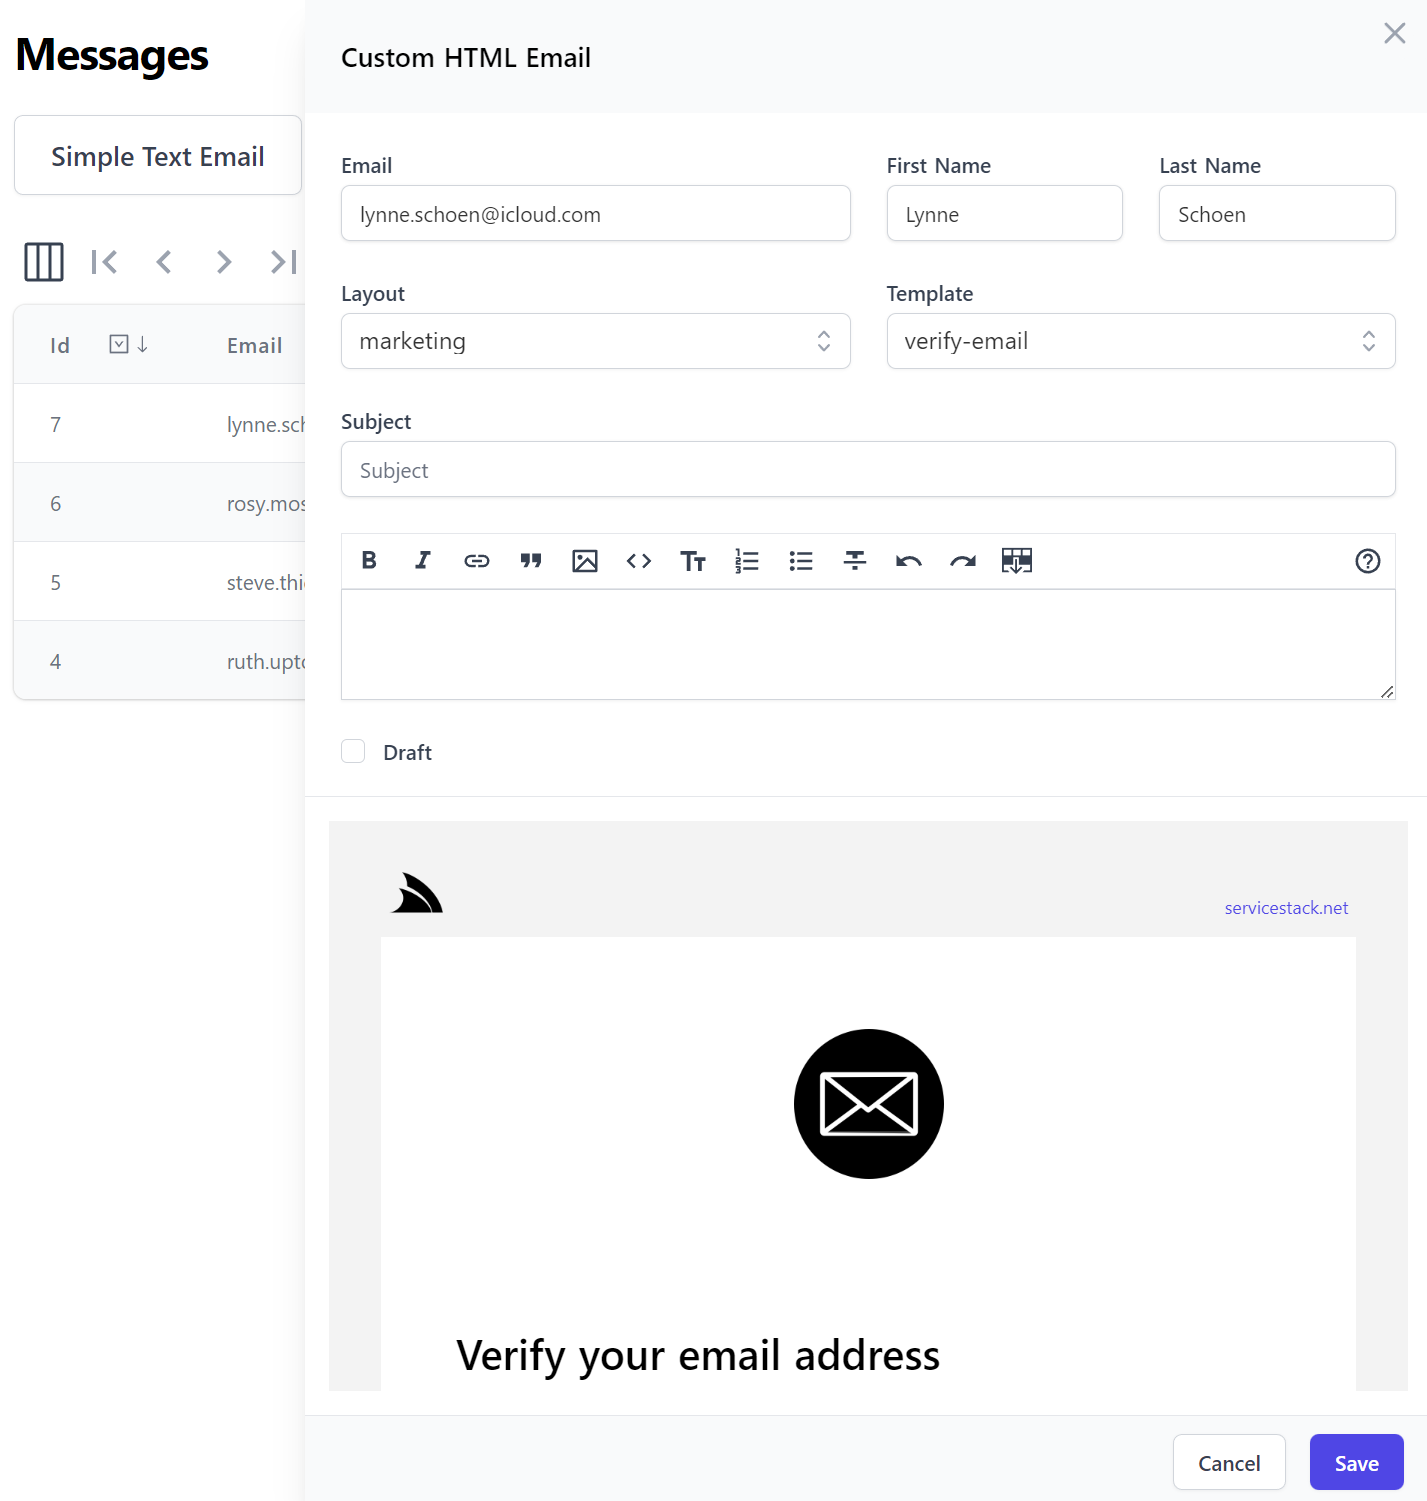 Messages
Simple Text Email
Id Email
7 lynne.sch
6 rosy.mos
5 steve.thi
4 ruth.upt
Custom HTML Email
Email First Name Last Name
lynne.schoen@icloud.com Lynne Schoen
Layout Template
marketing verify-email
Subject
Subject
Draft
servicestack.net
Verify your email address
Cancel Save